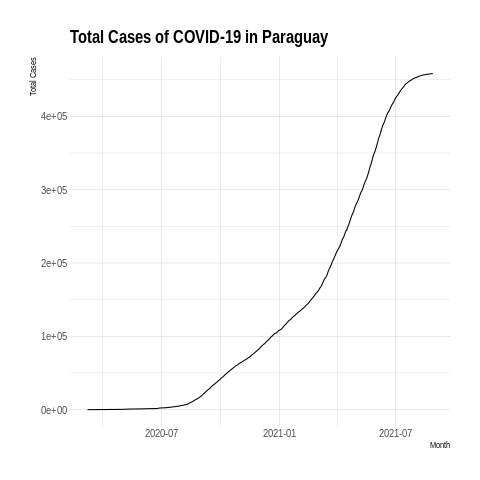 Total Cases of COVID-19 in Paraguay
Total Cases
4e+05
3e+05
2e+05
1e+05
0e+00
2020-07
2021-01
2021-07
Month